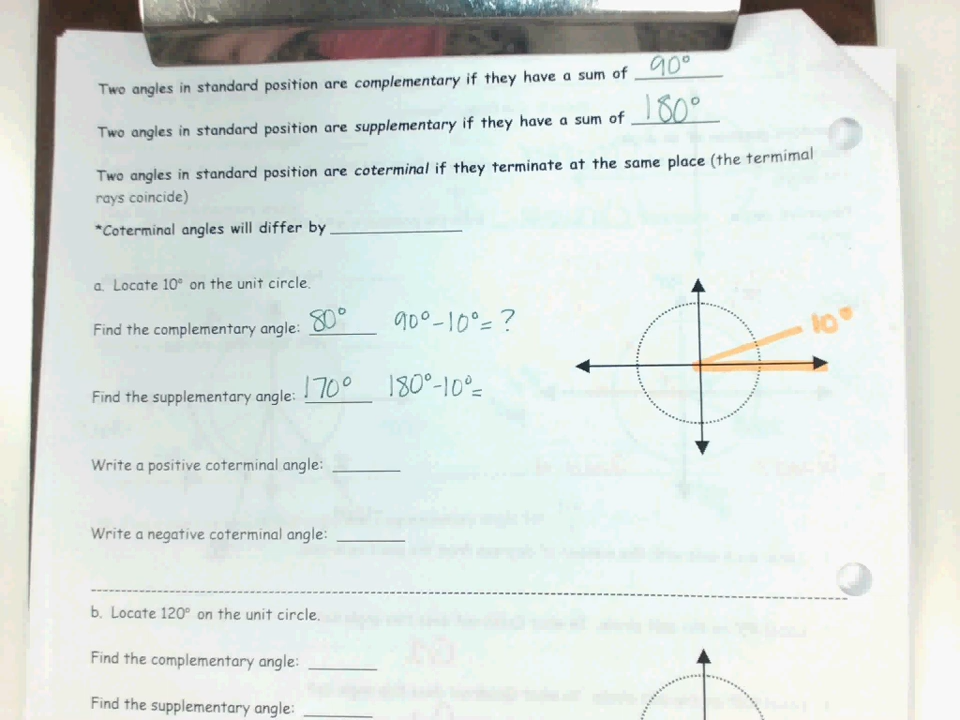 Two angles in standard position are complementary if they have a sum of 90°
Two angles in standard position are supplementary if they have a sum of 180°
Two angles in standard position are coterminal if they terminate at the same place (the termimal
rays coincide)
*Coterminal angles will differ by
a. Locate 10° on the unit circle.
Find the complementary angle: 80° 90°-10°= ?
10°
Find the supplementary angle: 170° 180°-10°=
Write a positive coterminal angle:
Write a negative coterminal angle:
b. Locate 120° on the unit circle.
Find the complementary angle:
Find the supplementary angle: